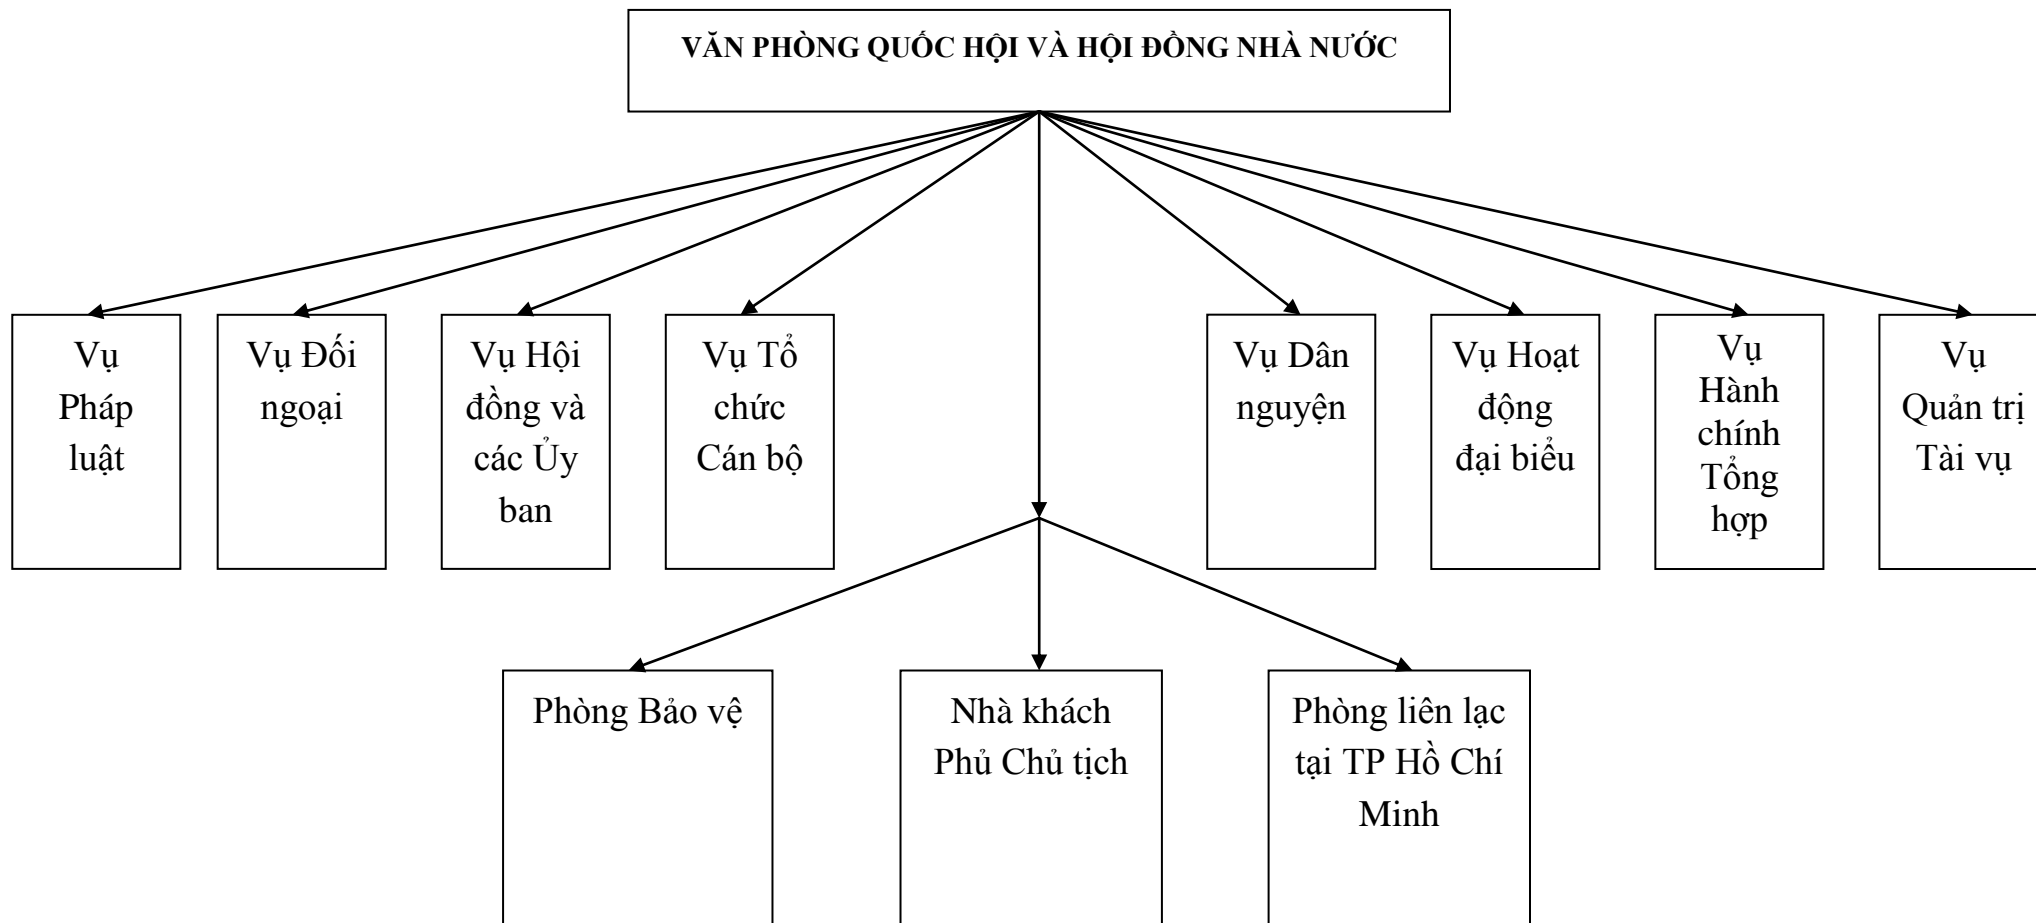 VĂN PHÒNG QUỐC HỘI VÀ HỘI ĐỒNG NHÀ NƯỚC
Vụ
Pháp
luật
Vụ Đối
ngoại
Vụ Hội
đồng và
các Ủy
ban
Vụ Tổ
chức
Cán bộ
Vụ Dân
nguyện
Vụ Hoạt
động
đại biểu
Vụ
Hành
chính
Tổng
hợp
Vụ
Quản trị
Tài vụ
Phòng Bảo vệ
Nhà khách
Phủ Chủ tịch
Phòng liên lạc
tại TP Hồ Chí
Minh